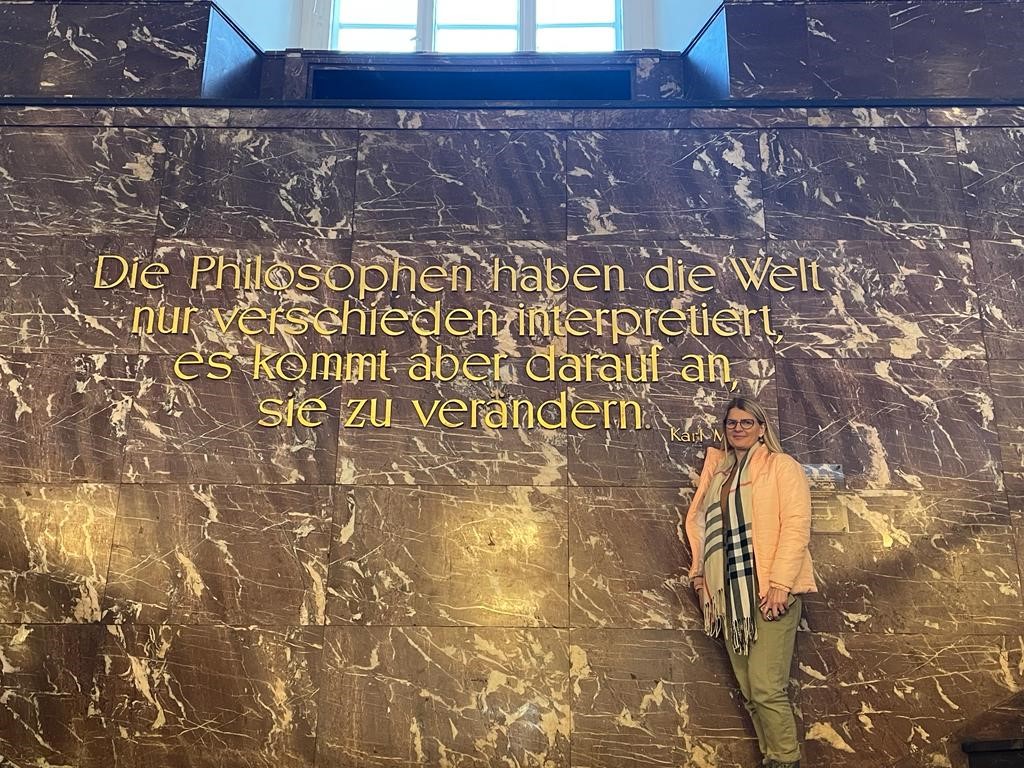 Die Philosophen haben die Welt
nur verschieden interpretiert,
es kommt aber darauf an,
sie zu verändern.
Karl